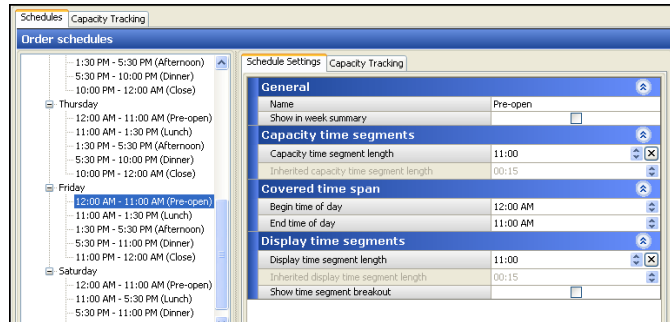 Schedules
Capacity Tracking
Order schedules
1:30 PM - 5:30 PM (Afternoon)
5:30 PM - 10:00 PM (Dinner)
10:00 PM - 12:00 AM (Close)
Thursday
12:00 AM - 11:00 AM (Pre-open)
11:00 AM - 1:30 PM (Lunch)
1:30 PM - 5:30 PM (Afternoon)
5:30 PM - 10:00 PM (Dinner)
10:00 PM - 12:00 AM (Close)
Friday
12:00 AM - 11:00 AM (Pre-open)
11:00 AM - 1:30 PM (Lunch)
1:30 PM - 5:30 PM (Afternoon)
5:30 PM - 11:00 PM (Dinner)
11:00 PM - 12:00 AM (Close)
Saturday
12:00 AM - 11:00 AM (Pre-open)
11:00 AM - 5:30 PM (Lunch)
5:30 PM - 11:00 PM (Dinner)
Schedule Settings
Capacity Tracking
General
Name Pre-open
Show in week summary
Capacity time segments
Capacity time segment length 11:00
Inherited capacity time segment length 00:15
Covered time span
Begin time of day 12:00 AM
End time of day 11:00 AM
Display time segments
Display time segment length 11:00
Inherited display time segment length 00:15
Show time segment breakout